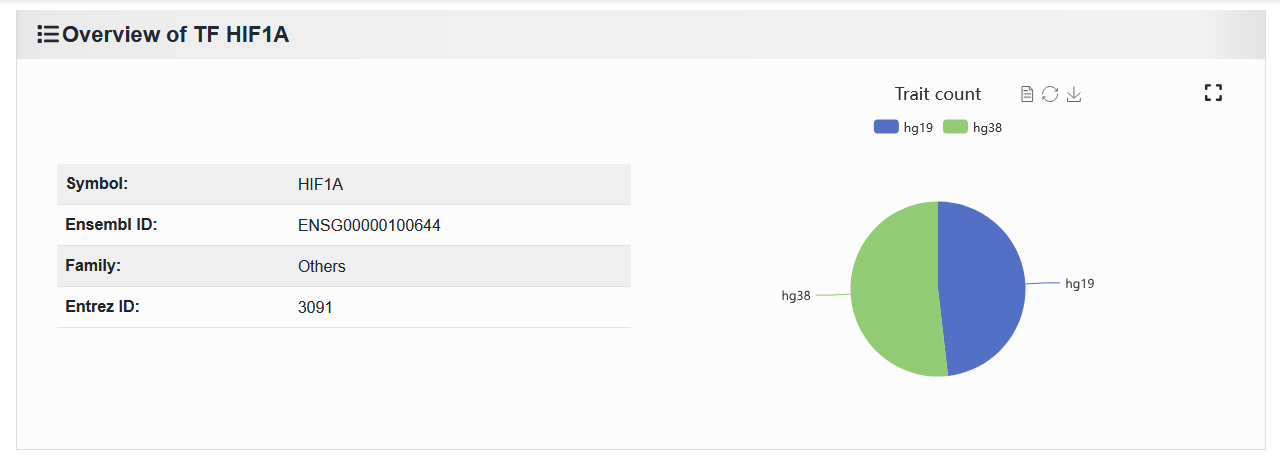 Overview of TF HIF1A
Trait count
hg19 hg38
Symbol: HIF1A
Ensembl ID: ENSG00000100644
Family: Others
Entrez ID: 3091
hg38
hg19